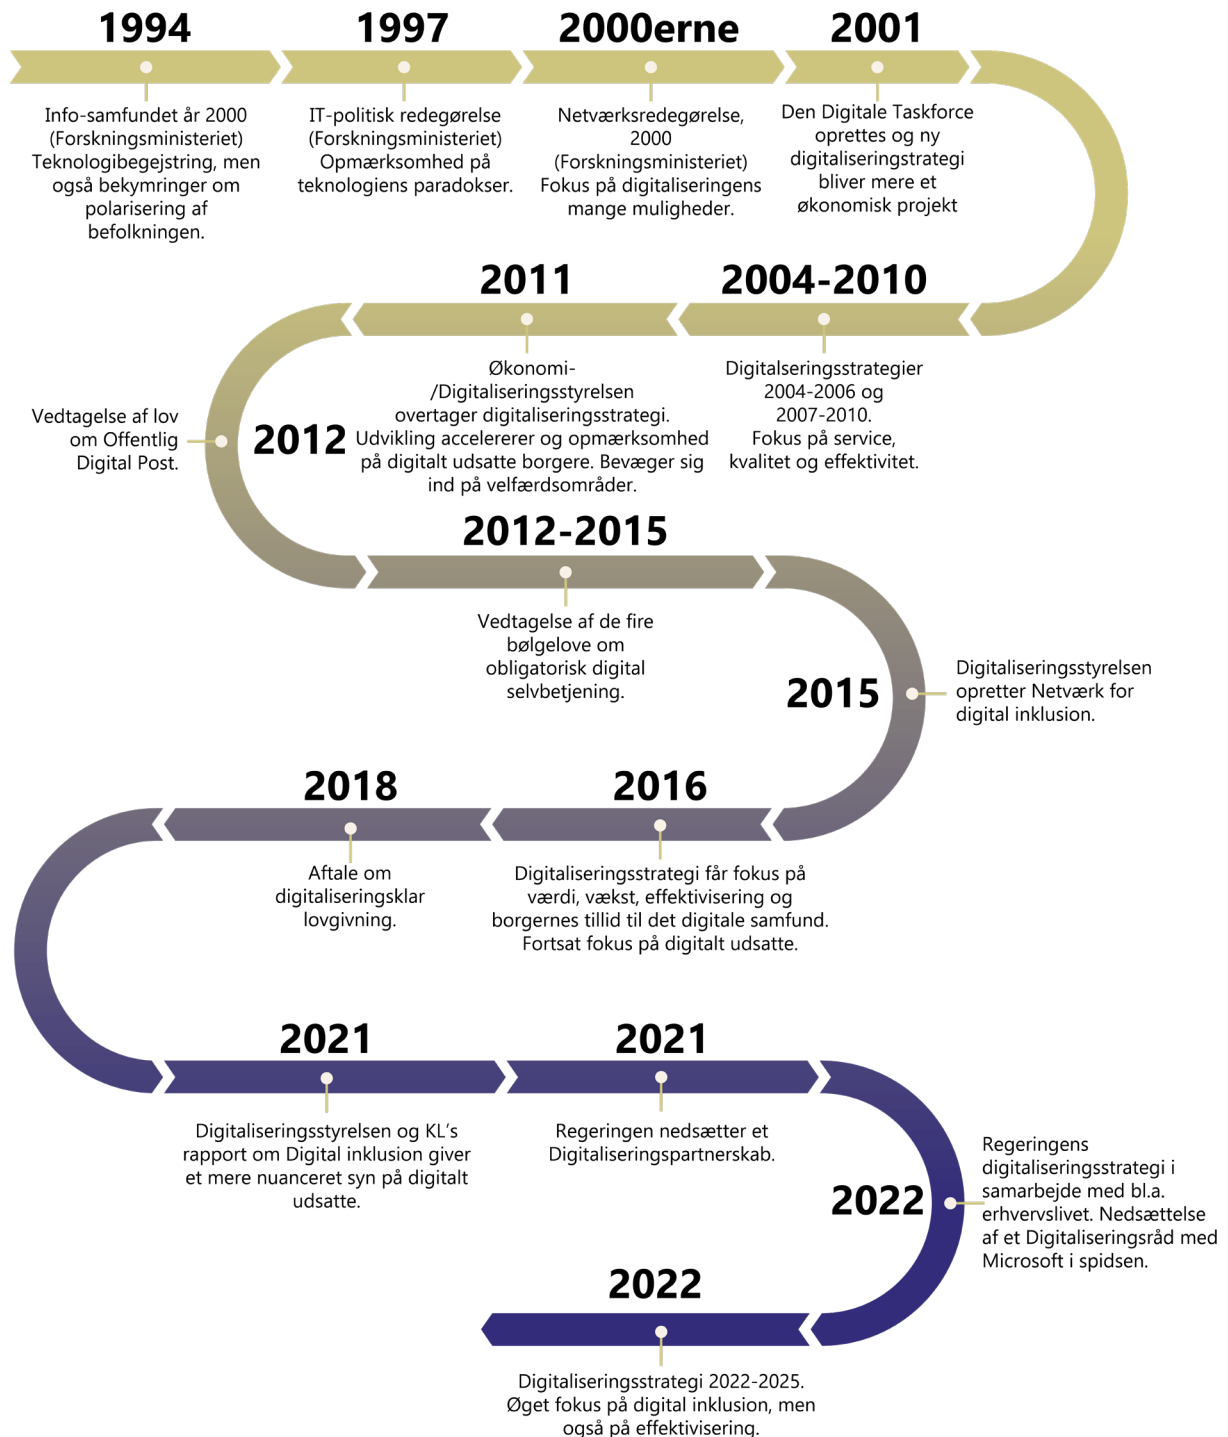 1994
Info-samfundet år 2000
(Forskningsministeriet)
Teknologibegejstring, men
også bekymringer om
polarisering af
befolkningen.
1997
IT-politisk redegørelse
(Forskningsministeriet)
Opmærksomhed på
teknologiens paradokser.
2000erne
Netværksredegørelse,
2000
(Forskningsministeriet)
Fokus på digitaliseringens
mange muligheder.
2001
Den Digitale Taskforce
oprettes og ny
digitaliseringstrategi
bliver mere et
økonomisk projekt
2004-2010
Digitalseringsstrategier
2004-2006 og
2007-2010.
Fokus på service,
kvalitet og effektivitet.
2011
Økonomi-
/Digitaliseringsstyrelsen
overtager digitaliseringsstrategi.
Udvikling accelererer og opmærksomhed
på digitalt udsatte borgere. Bevæger sig
ind på velfærdsområder.
2012
Vedtagelse af lov
om Offentlig
Digital Post.
2012-2015
Vedtagelse af de fire
bølgelove om
obligatorisk digital
selvbetjening.
2015
Digitaliseringsstyrelsen
opretter Netværk for
digital inklusion.
2016
Digitaliseringsstrategi får fokus på
værdi, vækst, effektivisering og
borgernes tillid til det digitale samfund.
Fortsat fokus på digitalt udsatte.
2018
Aftale om
digitaliseringsklar
lovgivning.
2021
Digitaliseringsstyrelsen og KL's
rapport om Digital inklusion giver
et mere nuanceret syn på digitalt
udsatte.
2021
Regeringen nedsætter et
Digitaliseringspartnerskab.
2022
Regeringens
digitaliseringsstrategi i
samarbejde med bl.a.
erhvervslivet. Nedsættelse
af et Digitaliseringsråd med
Microsoft i spidsen.
2022
Digitaliseringsstrategi 2022-2025.
Øget fokus på digital inklusion, men
også på effektivisering.